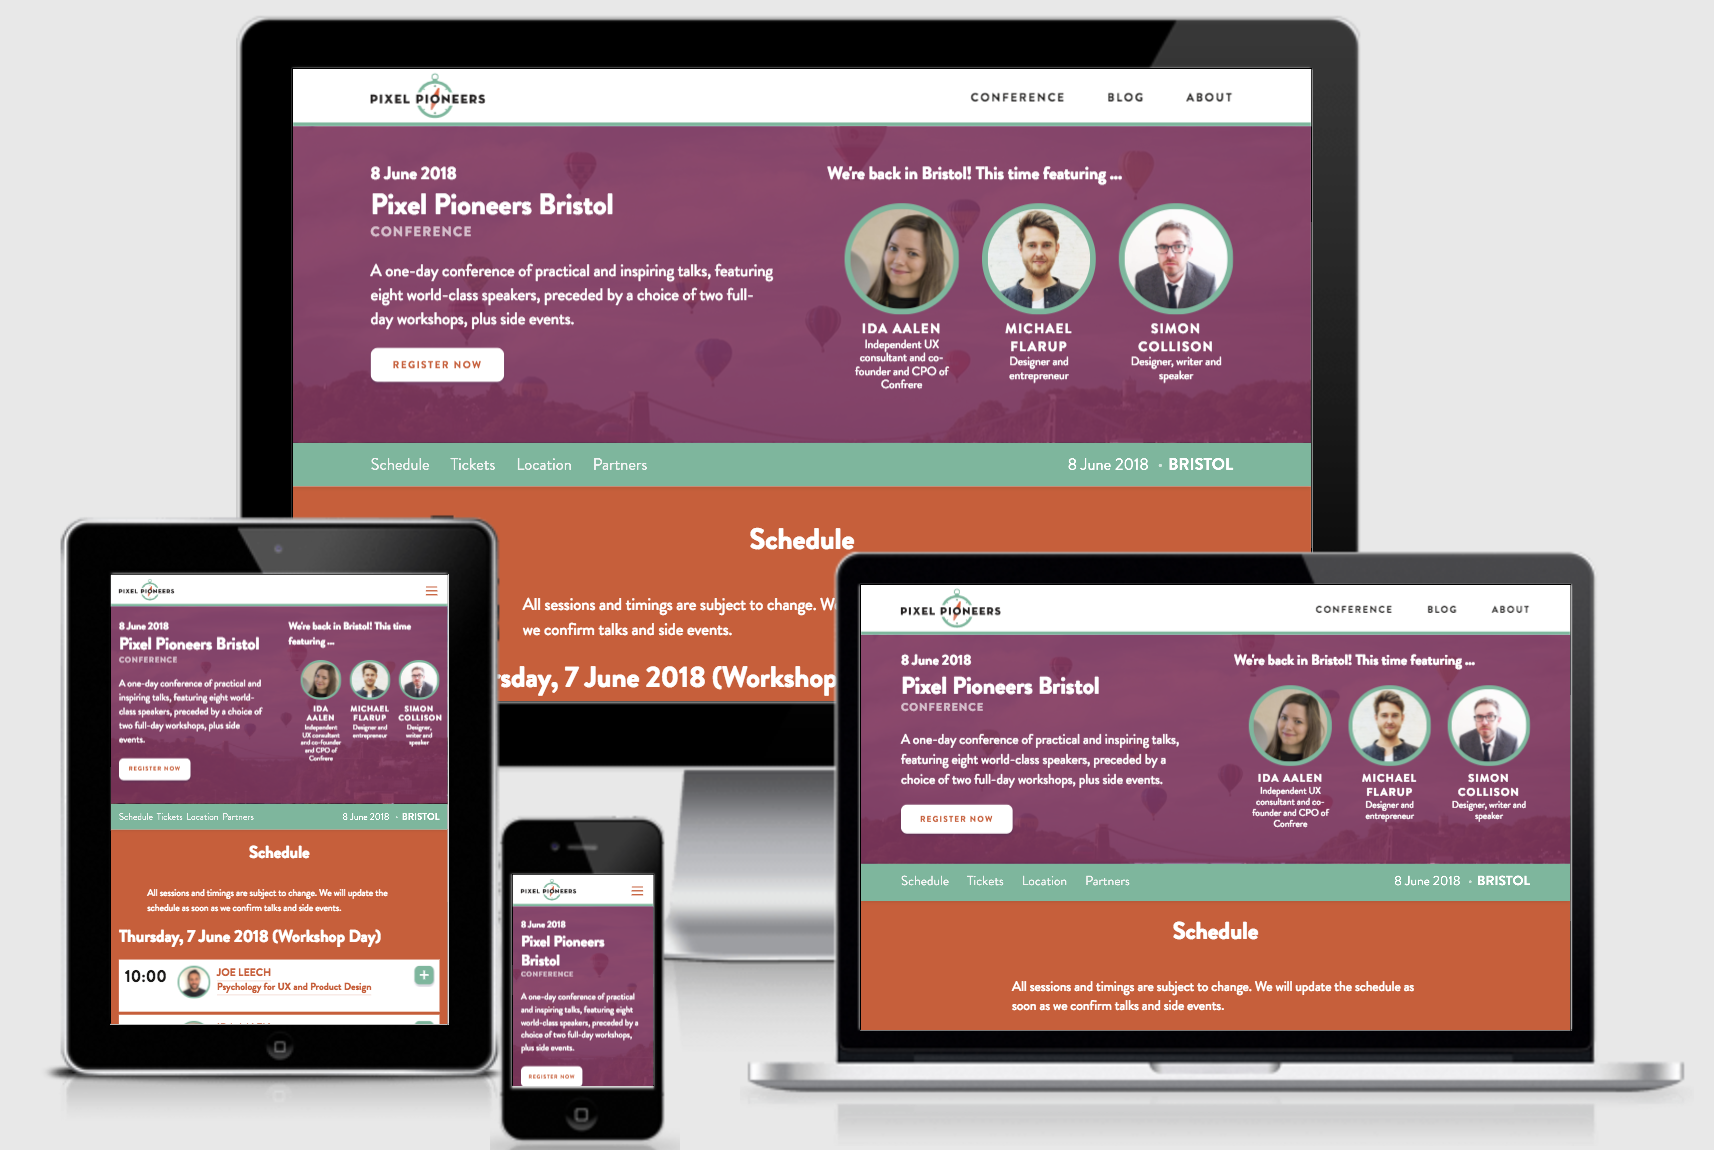 PIXEL PIONEERS
CONFERENCE BLOG ABOUT
8 June 2018
Pixel Pioneers Bristol
CONFERENCE
A one-day conference of practical and inspiring talks, featuring
eight world-class speakers, preceded by a choice of two full-
day workshops, plus side events.
REGISTER NOW
We're back in Bristol! This time featuring ...
IDA AALEN
Independent UX
consultant and co-
founder and CPO of
Confrere
MICHAEL
FLARUP
Designer and
entrepreneur
SIMON
COLLISON
Designer, writer and
speaker
Schedule Tickets Location Partners
8 June 2018 • BRISTOL
Schedule
All sessions and timings are subject to change. W
we confirm talks and side events.
rsday, 7 June 2018 (Workshop
PIXEL PIONEERS
8 June 2018
Pixel Pioneers Bristol
CONFERENCE
A one-day conference of practical and
inspiring talks, featuring eight world-
class speakers, preceded by a choice of
two full-day workshops, plus side
events.
REGISTER NOW
We're back in Bristol! This time
featuring ...
IDA
AALEN
Independent
UX consultant
and co-founder
and CPO of
Confrere
MICHAEL
FLARUP
Designer and
entrepreneur
SIMON
COLLISON
Designer,
writer and
speaker
Schedule Tickets Location Partners
8 June 2018 • BRISTOL
Schedule
All sessions and timings are subject to change. We will update the
schedule as soon as we confirm talks and side events.
Thursday, 7 June 2018 (Workshop Day)
10:00
JOE LEECH
Psychology for UX and Product Design
PIXEL PIONEERS
8 June 2018
Pixel Pioneers
Bristol
CONFERENCE
A one-day conference of practical
and inspiring talks, featuring eight
world-class speakers, preceded by a
choice of two full-day workshops,
plus side events.
REGISTER NOW
PIXEL PIONEERS
CONFERENCE BLOG ABOUT
8 June 2018
Pixel Pioneers Bristol
CONFERENCE
A one-day conference of practical and inspiring talks,
featuring eight world-class speakers, preceded by a
choice of two full-day workshops, plus side events.
REGISTER NOW
We're back in Bristol! This time featuring ...
IDA AALEN
Independent UX
consultant and co-
founder and CPO of
Confrere
MICHAEL
FLARUP
Designer and
entrepreneur
SIMON
COLLISON
Designer, writer and
speaker
Schedule Tickets Location Partners
8 June 2018 • BRISTOL
Schedule
All sessions and timings are subject to change. We will update the schedule as
soon as we confirm talks and side events.